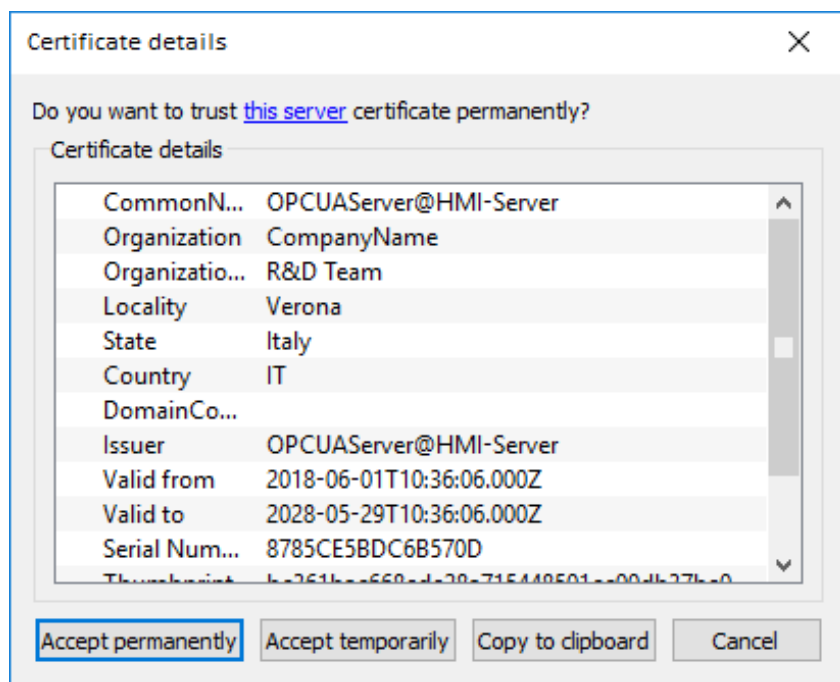 Certificate details
Do you want to trust this server certificate permanently?
Certificate details
CommonN... OPCUAServer@HMI-Server
Organization CompanyName
Organizatio... R&D Team
Locality Verona
State Italy
Country IT
DomainCo...
Issuer OPCUAServer@HMI-Server
Valid from 2018-06-01T10:36:06.000Z
Valid to 2028-05-29T10:36:06.000Z
Serial Num... 8785CE5BDC6B570D
Thumbprint
Accept permanently Accept temporarily Copy to clipboard Cancel